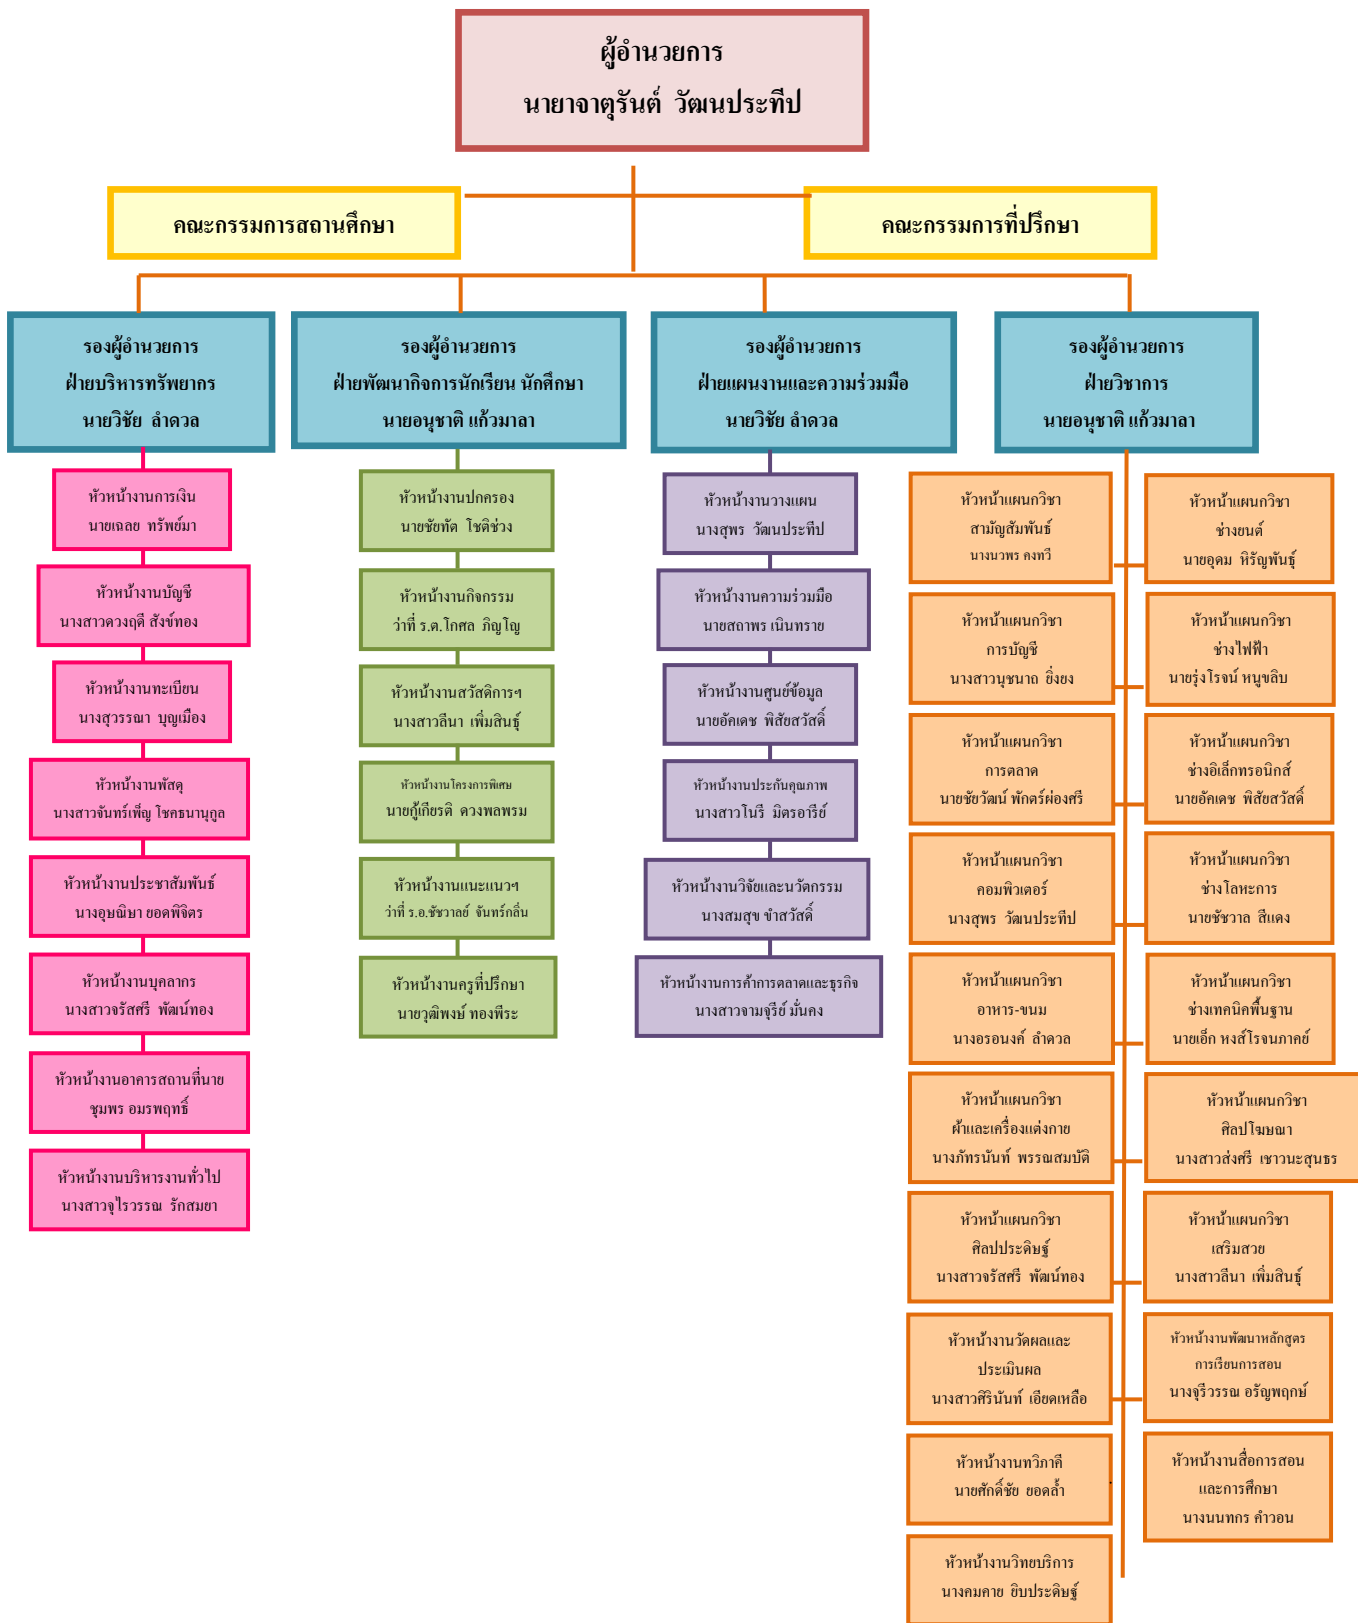 ผู้อำนวยการ
นายาจาตุรันต์ วัฒนประทีป
คณะกรรมการสถานศึกษา
คณะกรรมการที่ปรึกษา
รองผู้อำนวยการ
ฝ่ายบริหารทรัพยากร
นายวิชัย ลำดวล
รองผู้อำนวยการ
ฝ่ายพัฒนากิจการนักเรียน นักศึกษา
นายอนุชาติ แก้วมาลา
รองผู้อำนวยการ
ฝ่ายแผนงานและความร่วมมือ
นายวิชัย ลำดวล
รองผู้อำนวยการ
ฝ่ายวิชาการ
นายอนุชาติ แก้วมาลา
หัวหน้างานการเงิน
นายเฉลย ทรัพย์มา
หัวหน้างานบัญชี
นางสาวดวงฤดี สังข์ทอง
หัวหน้างานทะเบียน
นางสุวรรณา บุญเมือง
หัวหน้างานพัสดุ
นางสาวจันทร์เพ็ญ โชคธนานุกูล
หัวหน้างานประชาสัมพันธ์
นางอุษณิษา ยอดพิจิตร
หัวหน้างานบุคลากร
นางสาวจรัสศรี พัฒน์ทอง
หัวหน้างานอาคารสถานที่นาย
ชุมพร อมรพฤทธิ์
หัวหน้างานบริหารงานทั่วไป
นางสาวจุไรวรรณ รักสมยา
หัวหน้างานปกครอง
นายชัยทัด โชติช่วง
หัวหน้างานกิจกรรม
ว่าที่ ร.ต.โกศล ภิญโญ
หัวหน้างานสวัสดิการฯ
นางสาวลีนา เพิ่มสินธุ์
หัวหน้างานโครงการพิเศษ
นายกู้เกียรติ ดวงพลพรม
หัวหน้างานแนะแนวฯ
ว่าที่ ร.อ.ชัชวาลย์ จันทร์กลิ่น
หัวหน้างานครูที่ปรึกษา
นายวุฒิพงษ์ ทองพีระ
หัวหน้างานวางแผน
นางสุพร วัฒนประทีป
หัวหน้างานความร่วมมือ
นายสถาพร เนินทราย
หัวหน้างานศูนย์ข้อมูล
นายอัคเดช พิสัยสวัสดิ์
หัวหน้างานประกันคุณภาพ
นางสาวโนรี มิตรอารีย์
หัวหน้างานวิจัยและนวัตกรรม
นางสมสุข ขำสวัสดิ์
หัวหน้างานการค้าการตลาดและธุรกิจ
นางสาวจามจุรีย์ มั่นคง
หัวหน้าแผนกวิชา
สามัญสัมพันธ์
นางนวพร คงทวี
หัวหน้าแผนกวิชา
ช่างยนต์
นายอุดม หิรัญพันธุ์
หัวหน้าแผนกวิชา
การบัญชี
นางสาวนุชนาถ ยิ่งยง
หัวหน้าแผนกวิชา
ช่างไฟฟ้า
นายรุ่งโรจน์ หนูขลิบ
หัวหน้าแผนกวิชา
การตลาด
นายชัยวัฒน์ พักตร์ผ่องศรี
หัวหน้าแผนกวิชา
ช่างอิเล็กทรอนิกส์
นายอัคเดช พิสัยสวัสดิ์
หัวหน้าแผนกวิชา
คอมพิวเตอร์
นางสุพร วัฒนประทีป
หัวหน้าแผนกวิชา
ช่างโลหะการ
นายชัชวาล สีแดง
หัวหน้าแผนกวิชา
อาหาร-ขนม
นางอรอนงค์ ลำดวล
หัวหน้าแผนกวิชา
ช่างเทคนิคพื้นฐาน
นายเอ็ก หงส์โรจนภาคย์
หัวหน้าแผนกวิชา
ผ้าและเครื่องแต่งกาย
นางภัทรนันท์ พรรณสมบัติ
หัวหน้าแผนกวิชา
ศิลปโฆษณา
นางสาวส่งศรี เชาวนะสุนธร
หัวหน้าแผนกวิชา
ศิลปประดิษฐ์
นางสาวจรัสศรี พัฒน์ทอง
หัวหน้าแผนกวิชา
เสริมสวย
นางสาวลีนา เพิ่มสินธุ์
หัวหน้างานวัดผลและ
ประเมินผล
นางสาวศิรินันท์ เอียดเหลือ
หัวหน้างานพัฒนาหลักสูตร
การเรียนการสอน
นางจุรีวรรณ อรัญพฤกษ์
หัวหน้างานทวิภาคี
นายศักดิ์ชัย ยอดล้ำ
หัวหน้างานสื่อการสอน
และการศึกษา
นางนนทกร คำวอน
หัวหน้างานวิทยบริการ
นางคมคาย ยิบประดิษฐ์